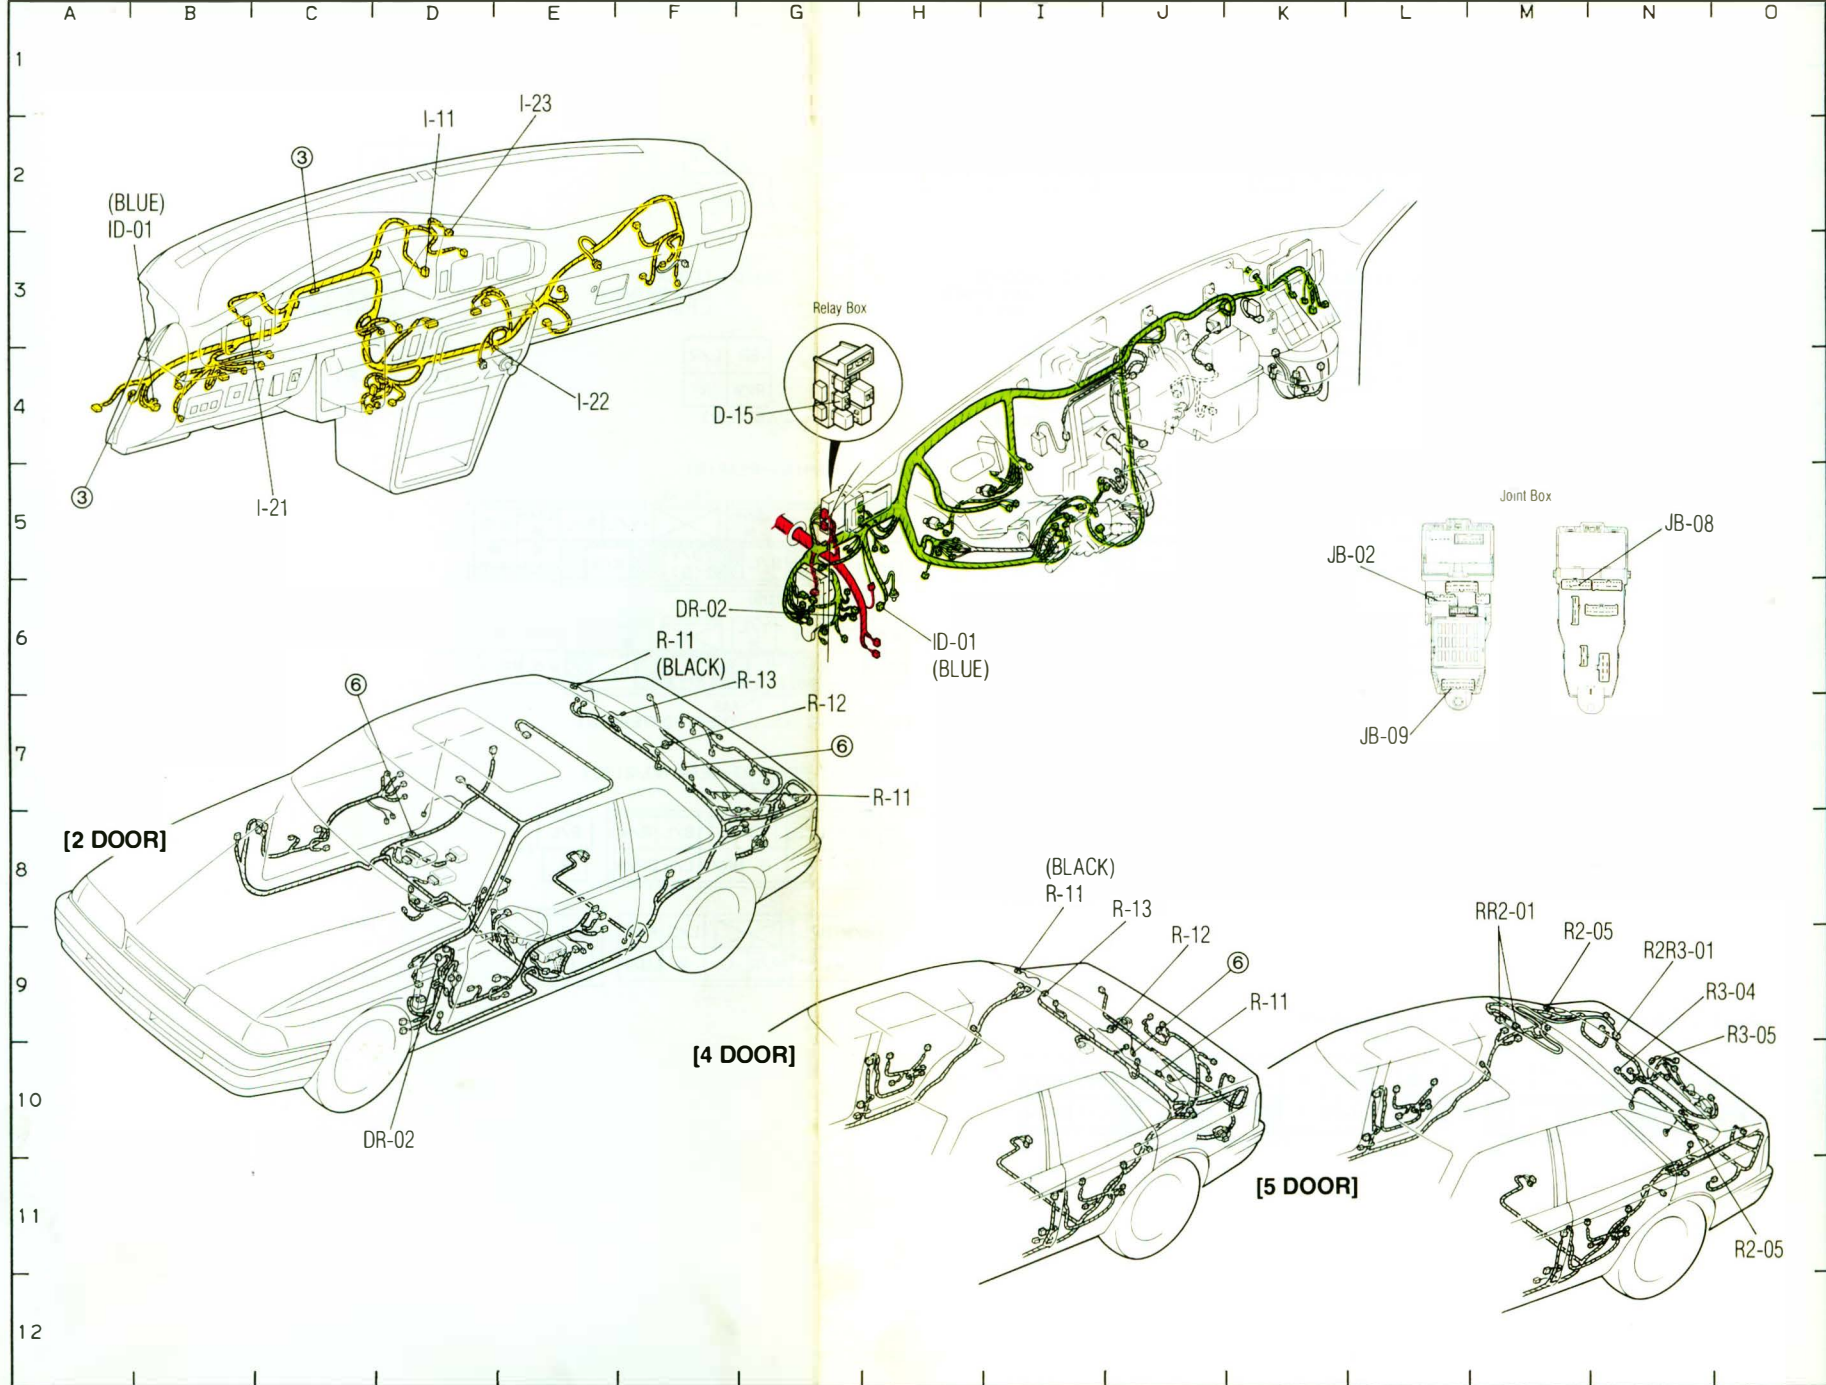 A B C D E F G H I J K L M N O
1
I-23
I-11
③
2
(BLUE)
ID-01
3
Relay Box
I-22
4
D-15
③
I-21
5
Joint Box
JB-08
JB-02
DR-02
6
ID-01
(BLUE)
R-11
(BLACK)
R-13
⑥
R-12
JB-09
⑥
7
R-11
[2 DOOR]
8
(BLACK)
R-11
R-13
R-12
⑥
R-11
RR2-01
R2-05
R2R3-01
R3-04
R3-05
9
[4 DOOR]
10
DR-02
[5 DOOR]
11
R2-05
12